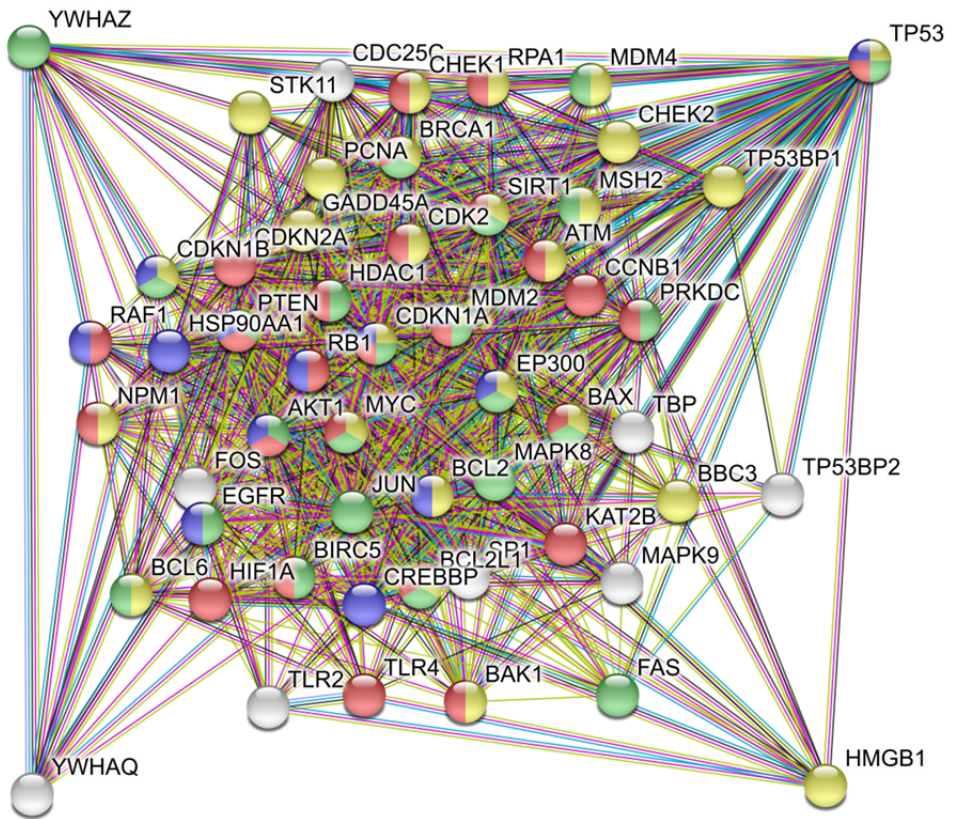 YWHAZ
TP53
CDC25C
CHEK1
RPA1
MDM4
STK11
CHEK2
BRCA1
PCNA
TP53BP1
SIRT1
MSH2
GADD45A
CDK2
CDKN2A
ATM
CDKN1B
HDAC1
CCNB1
PRKDC
PTEN
MDM2
RAF1
HSP90AA1
CDKN1A
RB1
EP300
NPM1
AKT1
MYC
BAX
TBP
FOS
BCL2
MAPK8
BBC3
TP53BP2
EGFR
JUN
KAT2B
BIRC5
SP1
MAPK9
BCL6
HIF1A
BCL2L1
CREBBP
TLR2
TLR4
BAK1
FAS
YWHAQ
HMGB1